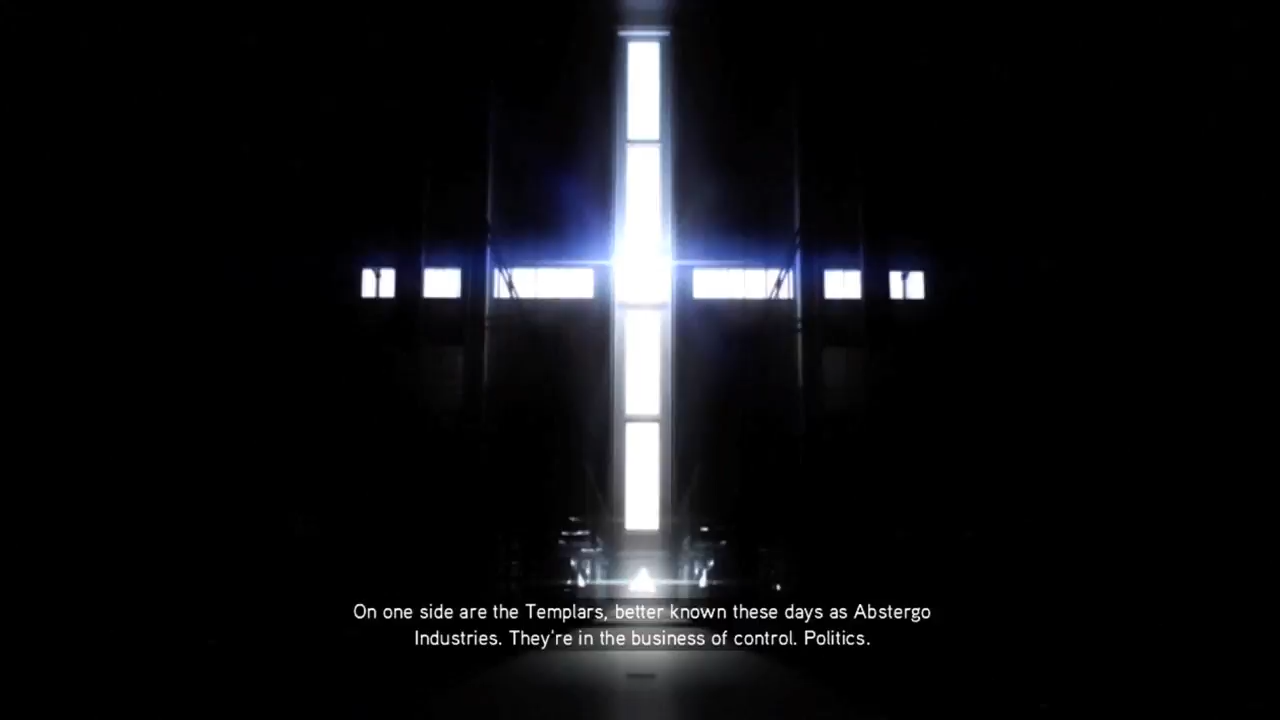 On one side are the Templars, better known these days as Abstergo
Industries. They're in the business of control. Politics.